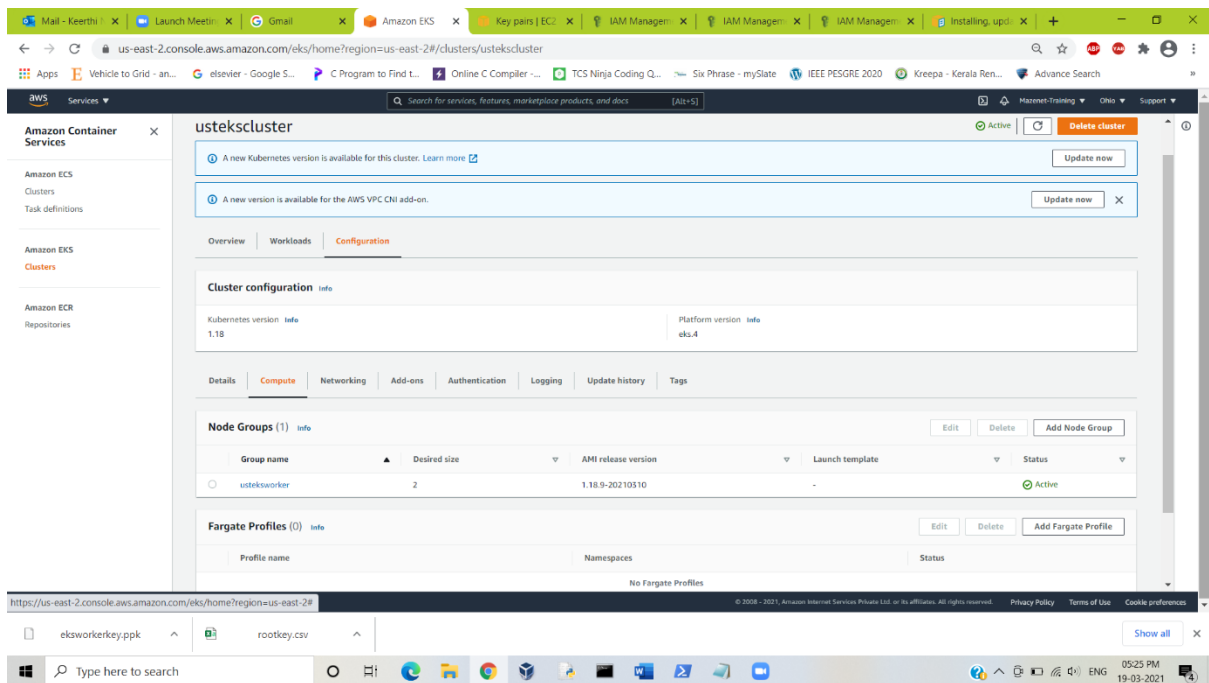 Mail - Keerthi N
Launch Meetin
Gmail
Amazon EKS
Key pairs | EC2
IAM Managem
IAM Managem
IAM Managem
Installing, upda
us-east-2.console.aws.amazon.com/eks/home?region=us-east-2#/clusters/ustekscluster
Apps
Vehicle to Grid - an...
elsevier - Google S...
C Program to Find t...
Online C Compiler -...
TCS Ninja Coding Q...
Six Phrase - mySlate
IEEE PESGRE 2020
Kreepa - Kerala Ren...
Advance Search
»
aws
Services ▼
Search for services, features, marketplace products, and docs
[Alt+S]
Mazenet-Training ▼
Ohio ▼
Support ▼
Amazon Container
Services
Amazon ECS
Clusters
Task definitions
Amazon EKS
Clusters
Amazon ECR
Repositories
ustekscluster
Active
Delete cluster
A new Kubernetes version is available for this cluster. Learn more
Update now
A new version is available for the AWS VPC CNI add-on.
Update now
Overview
Workloads
Configuration
Cluster configuration Info
Kubernetes version Info
1.18
Platform version Info
eks.4
Details
Compute
Networking
Add-ons
Authentication
Logging
Update history
Tags
Node Groups (1) Info
Edit
Delete
Add Node Group
Group name
Desired size
AMI release version
Launch template
Status
usteksworker
2
1.18.9-20210310
-
Active
Fargate Profiles (0) Info
Edit
Delete
Add Fargate Profile
Profile name
Namespaces
Status
No Fargate Profiles
https://us-east-2.console.aws.amazon.com/eks/home?region=us-east-2#
© 2008 - 2021, Amazon Internet Services Private Ltd. or its affiliates. All rights reserved.
Privacy Policy
Terms of Use
Cookie preferences
eksworkerkey.ppk
rootkey.csv
Show all
Type here to search
ENG
05:25 PM
19-03-2021